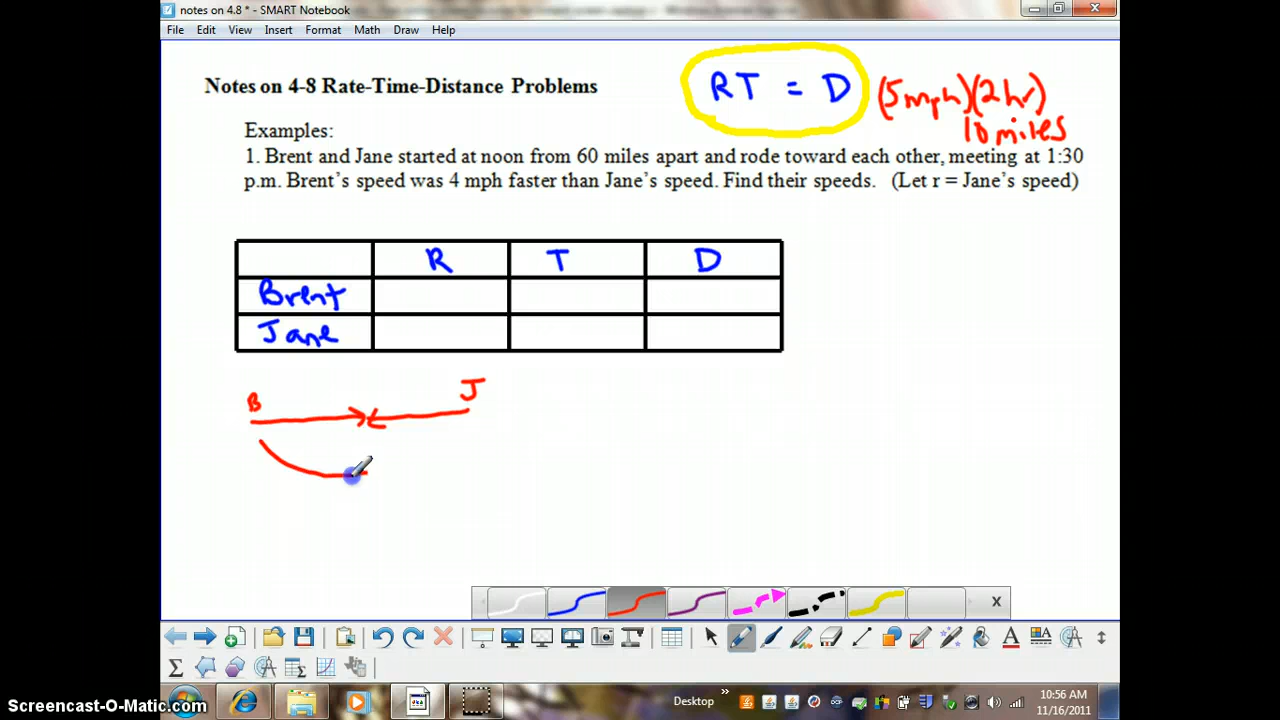 notes on 4.8 * - SMART Notebook
File Edit View Insert Format Math Draw Help
Notes on 4-8 Rate-Time-Distance Problems
RT = D
(5mph)(2hr)
10 miles
Examples:
1. Brent and Jane started at noon from 60 miles apart and rode toward each other, meeting at 1:30
p.m. Brent's speed was 4 mph faster than Jane's speed. Find their speeds. (Let r = Jane's speed)
R T D
Brent
Jane
B J
x
Desktop
10:56 AM
11/16/2011
Screencast-O-Matic.com